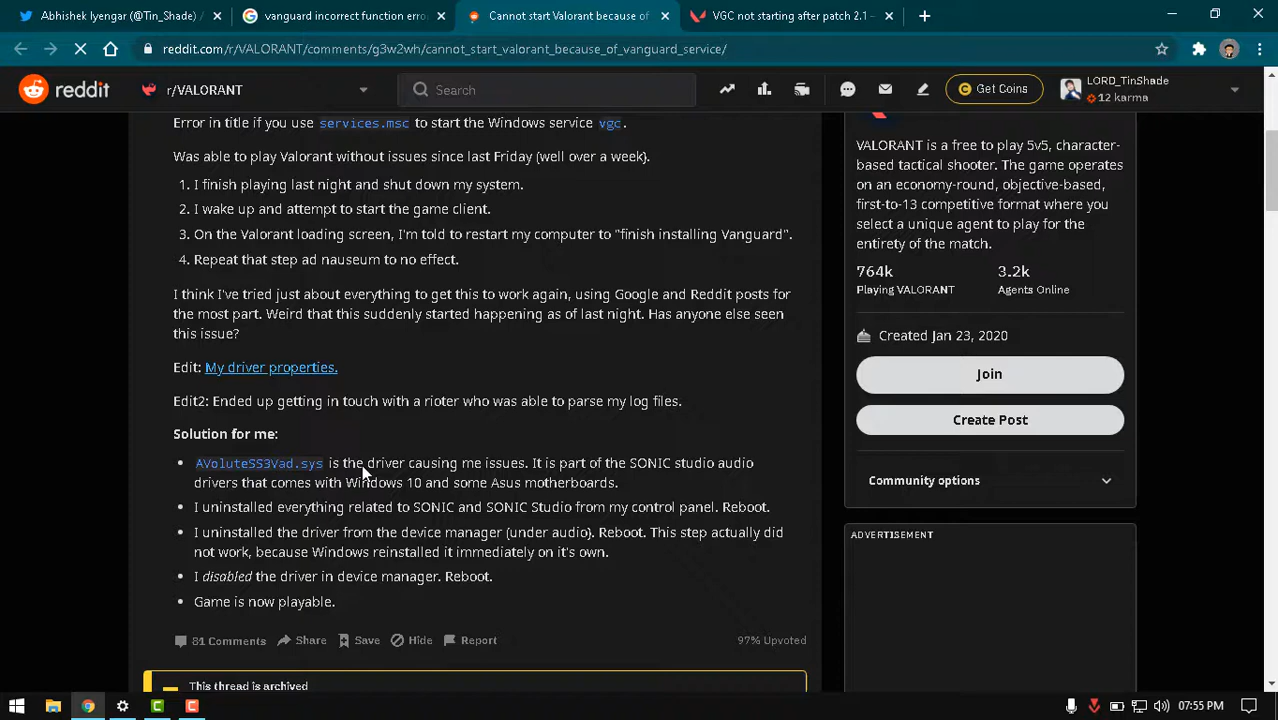 Abhishek Iyengar (@Tin_Shade) /
vanguard incorrect function error
Cannot start Valorant because of
VGC not starting after patch 2.1 –
reddit.com/r/VALORANT/comments/g3w2wh/cannot_start_valorant_because_of_vanguard_service/
reddit
r/VALORANT
Search
Get Coins
LORD_TinShade
12 karma
Error in title if you use services.msc to start the Windows service vgc.
Was able to play Valorant without issues since last Friday (well over a week).
1. I finish playing last night and shut down my system.
2. I wake up and attempt to start the game client.
3. On the Valorant loading screen, I'm told to restart my computer to "finish installing Vanguard".
4. Repeat that step ad nauseum to no effect.
I think I've tried just about everything to get this to work again, using Google and Reddit posts for
the most part. Weird that this suddenly started happening as of last night. Has anyone else seen
this issue?
Edit: My driver properties.
Edit2: Ended up getting in touch with a rioter who was able to parse my log files.
Solution for me:
• AVoluteSS3Vad.sys is the driver causing me issues. It is part of the SONIC studio audio
drivers that comes with Windows 10 and some Asus motherboards.
• I uninstalled everything related to SONIC and SONIC Studio from my control panel. Reboot.
• I uninstalled the driver from the device manager (under audio). Reboot. This step actually did
not work, because Windows reinstalled it immediately on it's own.
• I disabled the driver in device manager. Reboot.
• Game is now playable.
81 Comments Share Save Hide Report 97% Upvoted
This thread is archived
VALORANT is a free to play 5v5, character-
based tactical shooter. The game operates
on an economy-round, objective-based,
first-to-13 competitive format where you
select a unique agent to play for the
entirety of the match.
764k 3.2k
Playing VALORANT Agents Online
Created Jan 23, 2020
Join
Create Post
Community options
ADVERTISEMENT
07:55 PM